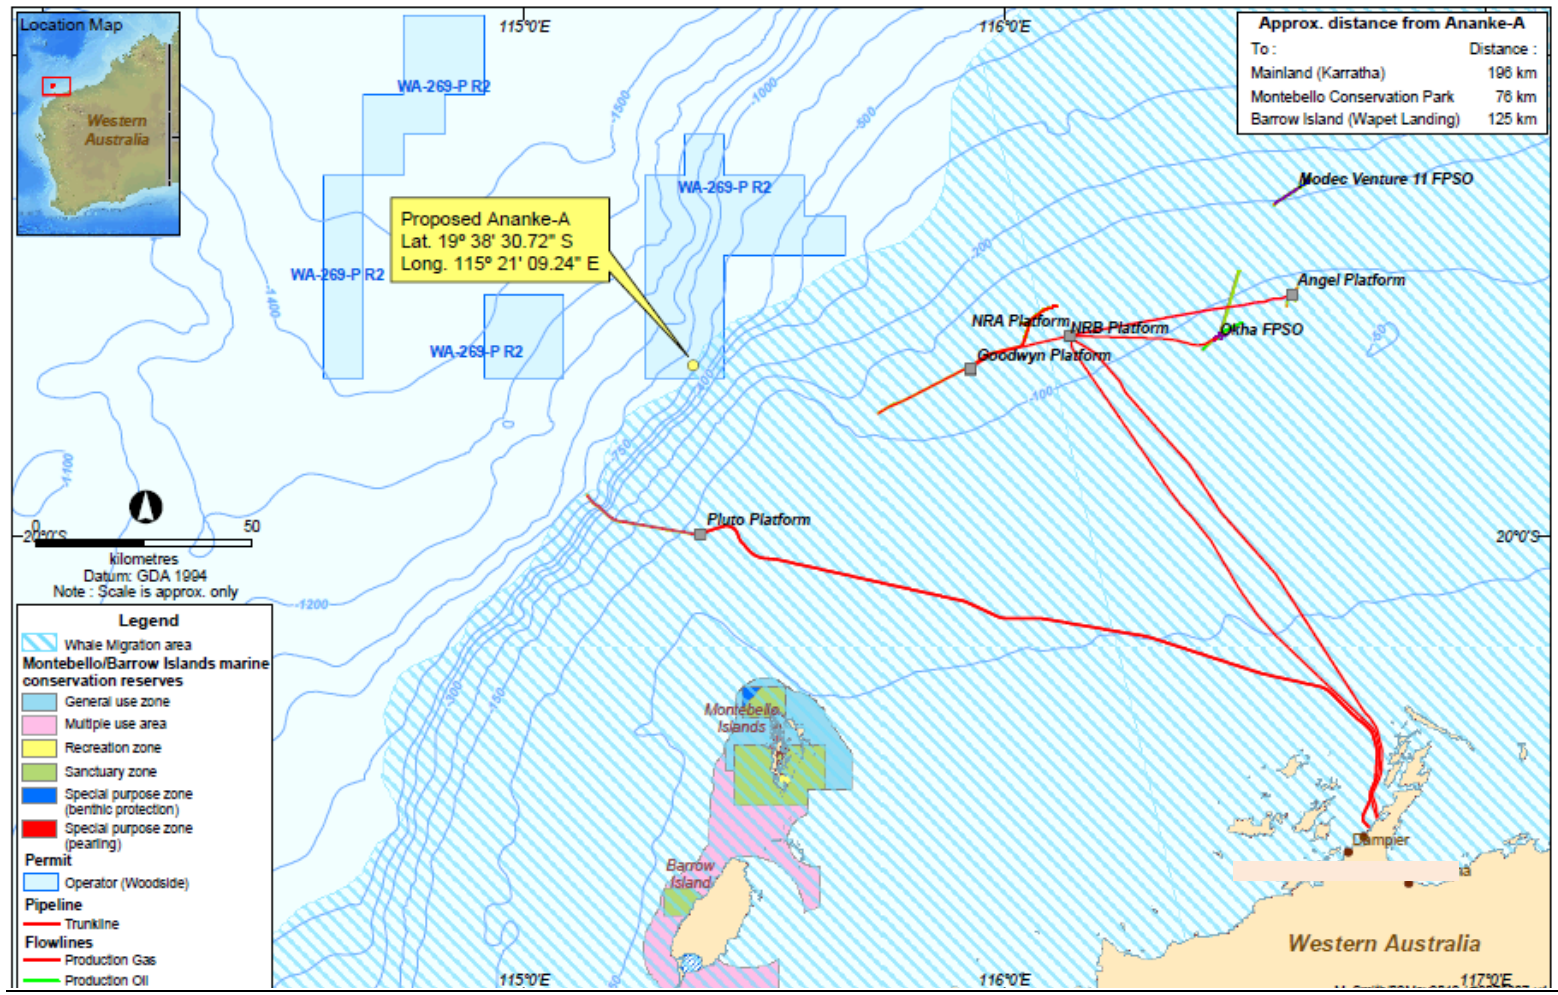 Location Map
Western
Australia
115°0'E
116°0'E
Approx. distance from Ananke-A
To : Distance :
Mainland (Karratha) 196 km
Montebello Conservation Park 76 km
Barrow Island (Wapet Landing) 125 km
WA-269-P R2
-1500
-1000
-500
WA-269-P R2
Modec Venture 11 FPSO
Proposed Ananke-A
Lat. 19º 38' 30.72" S
Long. 115º 21' 09.24" E
-200
WA-269-P R2
-1400
Angel Platform
NRA Platform
NRB Platform
Okha FPSO
-50
WA-269-P R2
Goodwyn Platform
-400
-100
-750
-1100
0 50
20°0'S
kilometres
Datum: GDA 1994
Note : Scale is approx. only
Pluto Platform
20°0'S
-1200
Legend
Whale Migration area
Montebello/Barrow Islands marine
conservation reserves
General use zone
Multiple use area
Recreation zone
Sanctuary zone
Special purpose zone
(benthic protection)
Special purpose zone
(pearling)
Permit
Operator (Woodside)
Pipeline
Trunkline
Flowlines
Production Gas
Production Oil
-300
-150
Montebello
Islands
Barrow
Island
Dampier
Western Australia
115°0'E
117°0'E